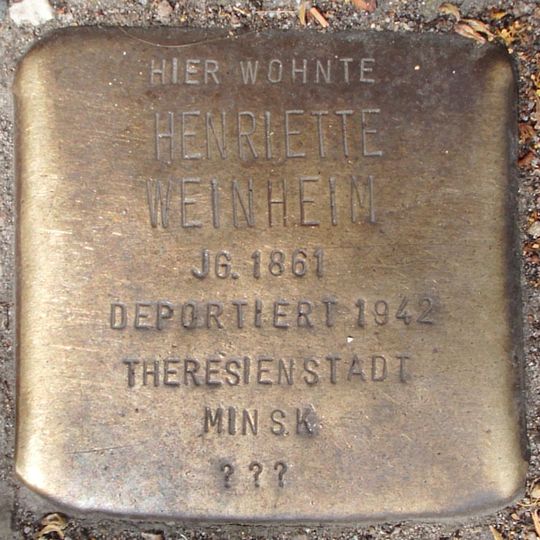 HIER WOHNTE
HENRIETTE
WEINHEIM
JG. 1861
DEPORTIERT 1942
THERESIENSTADT
MINSK
???